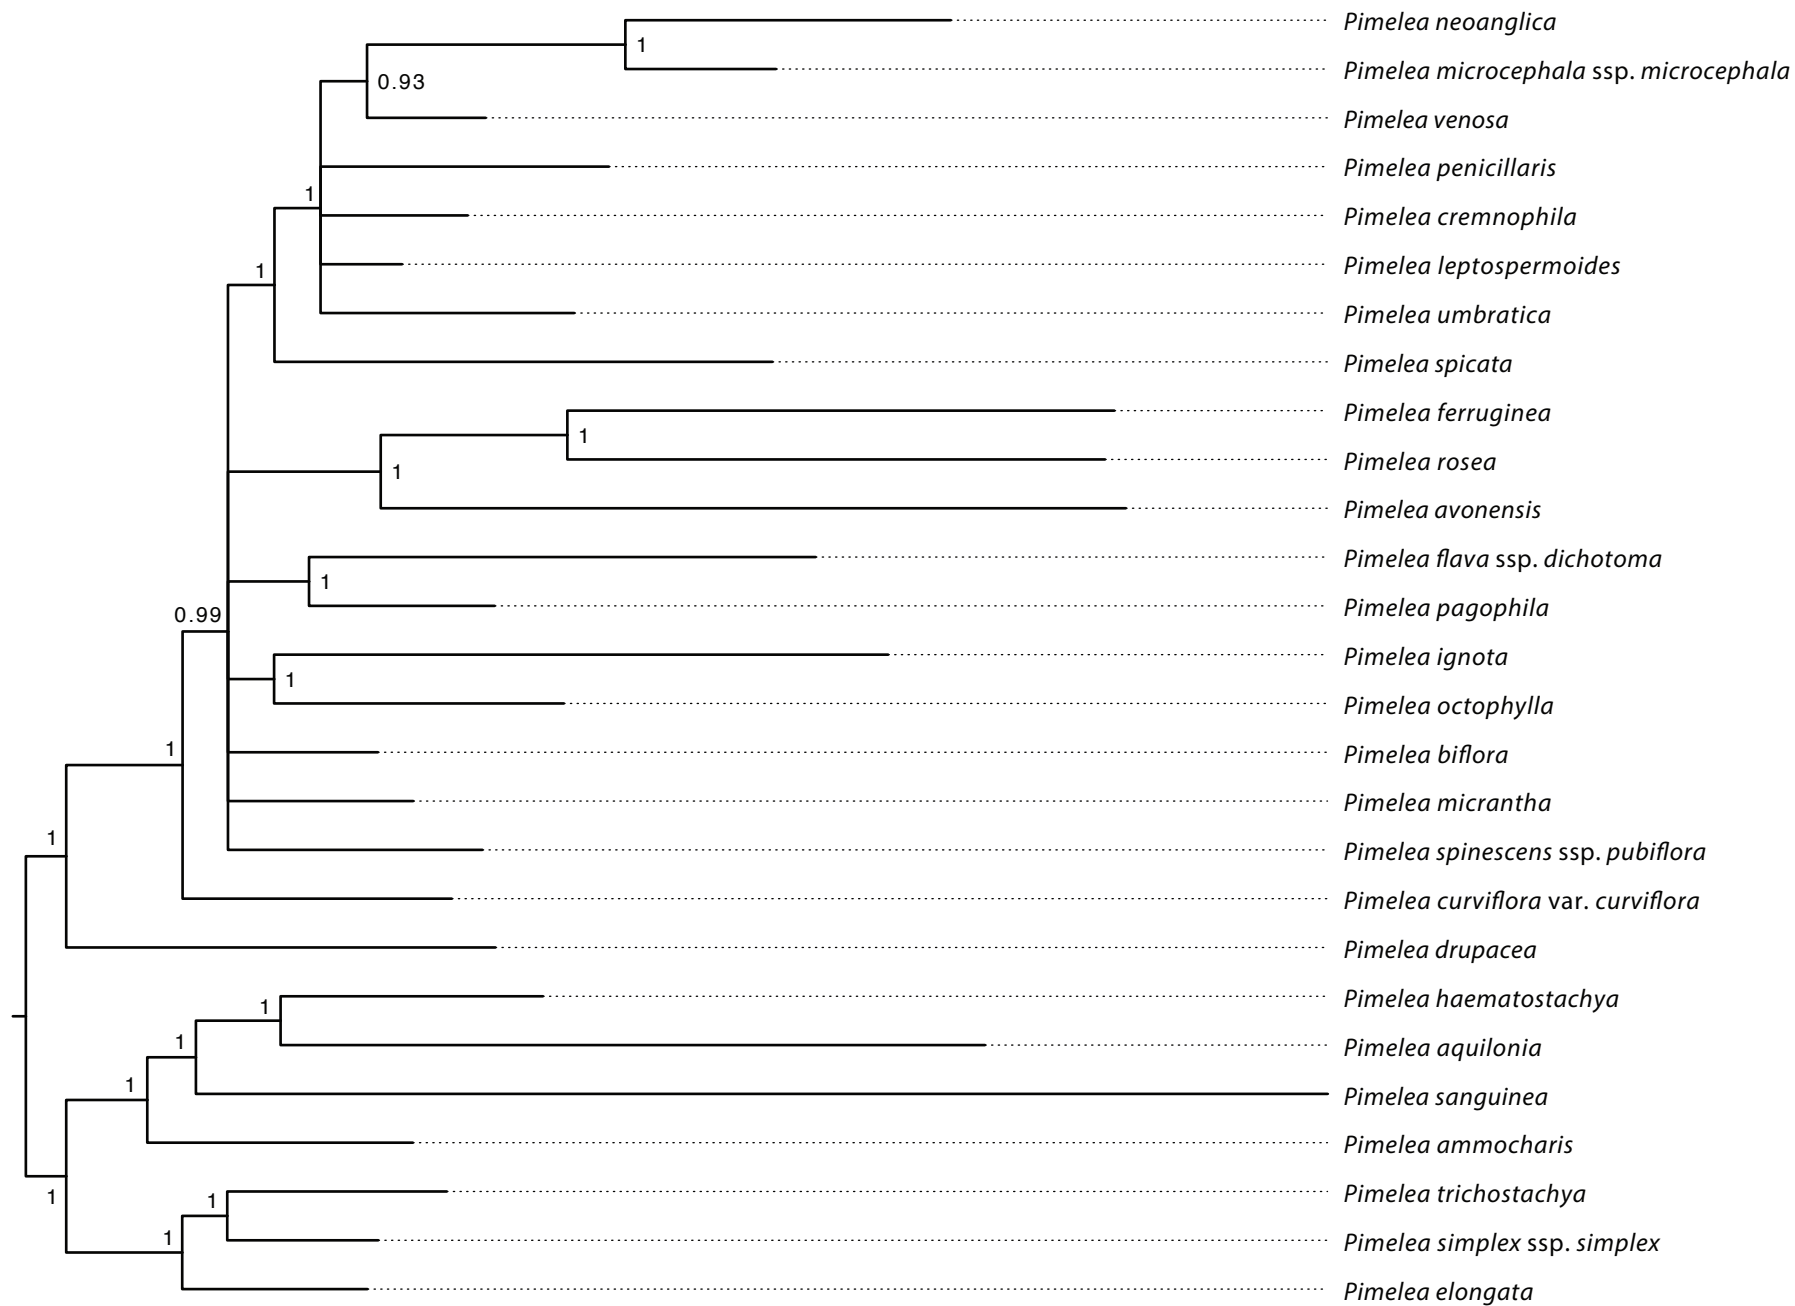 Pimelea neoanglica
1
Pimelea microcephala ssp. microcephala
0.93
Pimelea venosa
Pimelea penicillaris
1
Pimelea cremnophila
Pimelea leptospermoides
1
Pimelea umbratica
Pimelea spicata
Pimelea ferruginea
1
Pimelea rosea
1
Pimelea avonensis
Pimelea flava ssp. dichotoma
1
Pimelea pagophila
0.99
Pimelea ignota
1
Pimelea octophylla
1
Pimelea biflora
Pimelea micrantha
1
Pimelea spinescens ssp. pubiflora
Pimelea curviflora var. curviflora
Pimelea drupacea
Pimelea haematostachya
1
Pimelea aquilonia
1
Pimelea sanguinea
1
Pimelea ammocharis
Pimelea trichostachya
1
1
Pimelea simplex ssp. simplex
1
Pimelea elongata